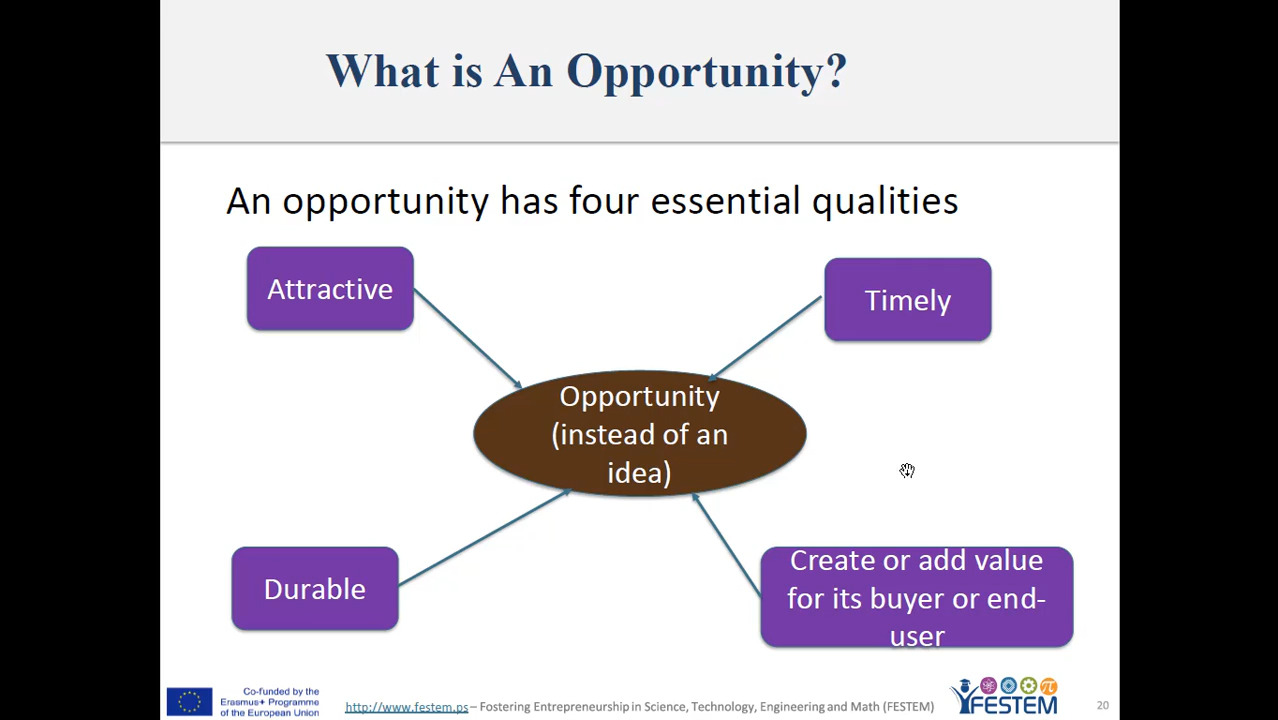 What is An Opportunity?
An opportunity has four essential qualities
Attractive
Timely
Opportunity
(instead of an
idea)
Durable
Create or add value
for its buyer or end-
user
Co-funded by the
Erasmus+ Programme
of the European Union
http://www.festem.ps – Fostering Entrepreneurship in Science, Technology, Engineering and Math (FESTEM)
π
FESTEM
20